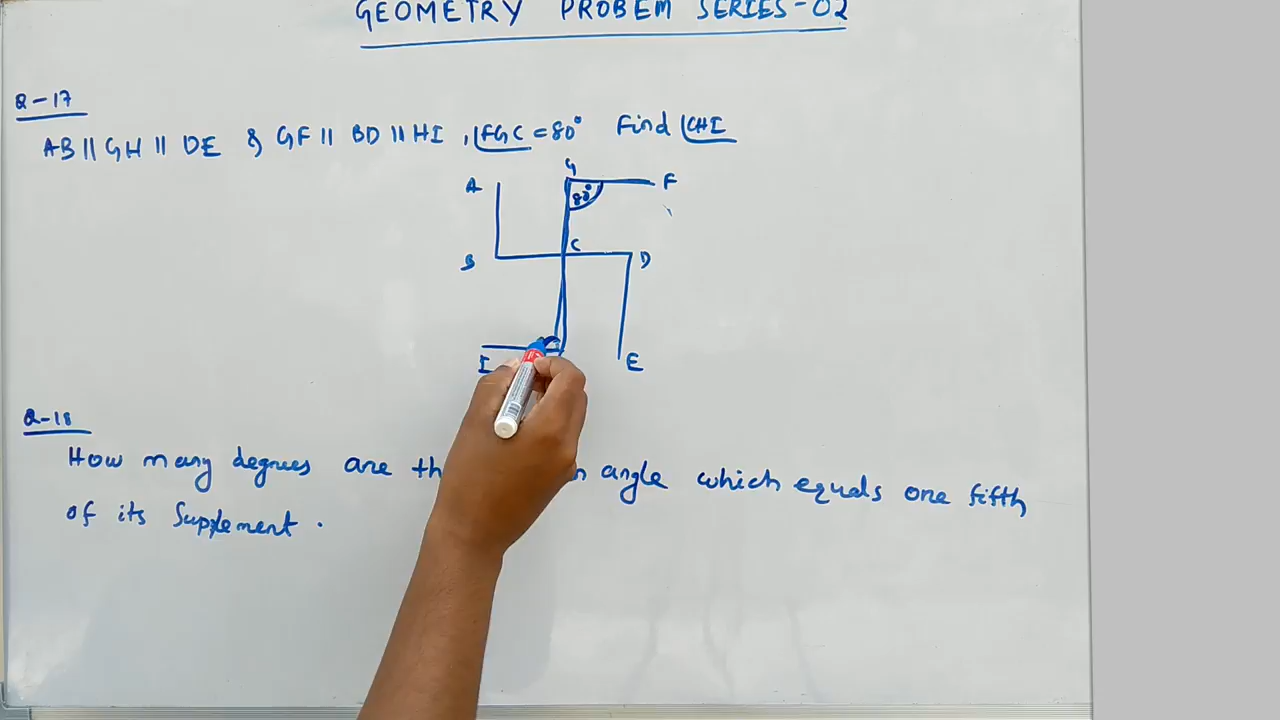 GEOMETRY PROBEM SERIES-02
Q-17
AB || GH || DE & GF || BD || HI, ∠FGC = 80° Find ∠CHI
G
A F
80°
C
B D
I E
Q-18
How many degrees are angle which equals one fifth
of its Supplement.